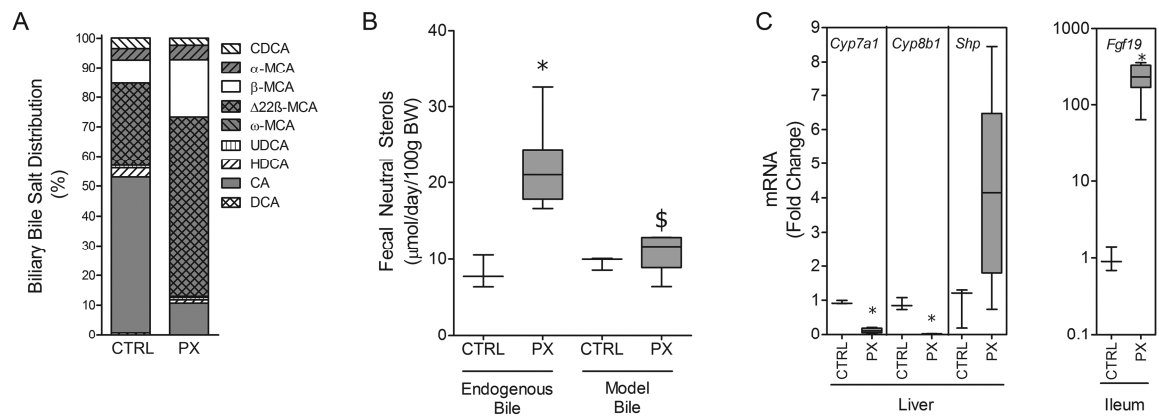 A
Biliary Bile Salt Distribution
(%)
100
90
80
70
60
50
40
30
20
10
0
CTRL
PX
CDCA
α-MCA
β-MCA
Δ22ß-MCA
ω-MCA
UDCA
HDCA
CA
DCA
B
Fecal Neutral Sterols
(μmol/day/100g BW)
40
30
20
10
0
*
$
CTRL
PX
CTRL
PX
Endogenous
Bile
Model
Bile
C
mRNA
(Fold Change)
9
8
7
6
5
4
3
2
1
0
Cyp7a1
Cyp8b1
Shp
*
*
CTRL
PX
CTRL
PX
CTRL
PX
Liver
1000
100
10
1
0.1
Fgf19
*
CTRL
PX
Ileum